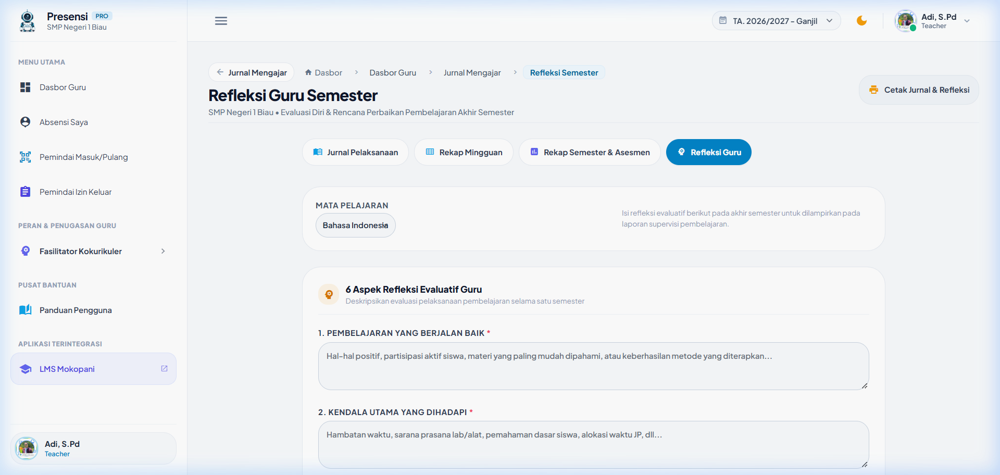 Presensi PRO
SMP Negeri 1 Biau
TA. 2026/2027 - Ganjil
Adi, S.Pd
Teacher
MENU UTAMA
Dasbor Guru
Absensi Saya
Pemindai Masuk/Pulang
Pemindai Izin Keluar
PERAN & PENUGASAN GURU
Fasilitator Kokurikuler
PUSAT BANTUAN
Panduan Pengguna
APLIKASI TERINTEGRASI
LMS Mokopani
Adi, S.Pd
Teacher
Jurnal Mengajar Dasbor Dasbor Guru Jurnal Mengajar Refleksi Semester
Refleksi Guru Semester
SMP Negeri 1 Biau • Evaluasi Diri & Rencana Perbaikan Pembelajaran Akhir Semester
Cetak Jurnal & Refleksi
Jurnal Pelaksanaan Rekap Mingguan Rekap Semester & Asesmen Refleksi Guru
MATA PELAJARAN
Bahasa Indonesia
Isi refleksi evaluatif berikut pada akhir semester untuk dilampirkan pada
laporan supervisi pembelajaran.
6 Aspek Refleksi Evaluatif Guru
Deskripsikan evaluasi pelaksanaan pembelajaran selama satu semester
1. PEMBELAJARAN YANG BERJALAN BAIK *
Hal-hal positif, partisipasi aktif siswa, materi yang paling mudah dipahami, atau keberhasilan metode yang diterapkan...
2. KENDALA UTAMA YANG DIHADAPI *
Hambatan waktu, sarana prasana lab/alat, pemahaman dasar siswa, alokasi waktu JP, dll...